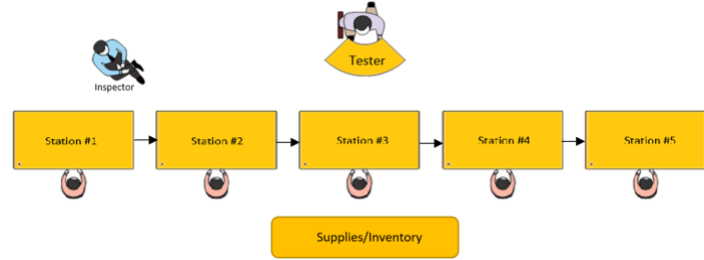 Tester
Inspector
Station #1
Station #2
Station #3
Station #4
Station #5
Supplies/Inventory